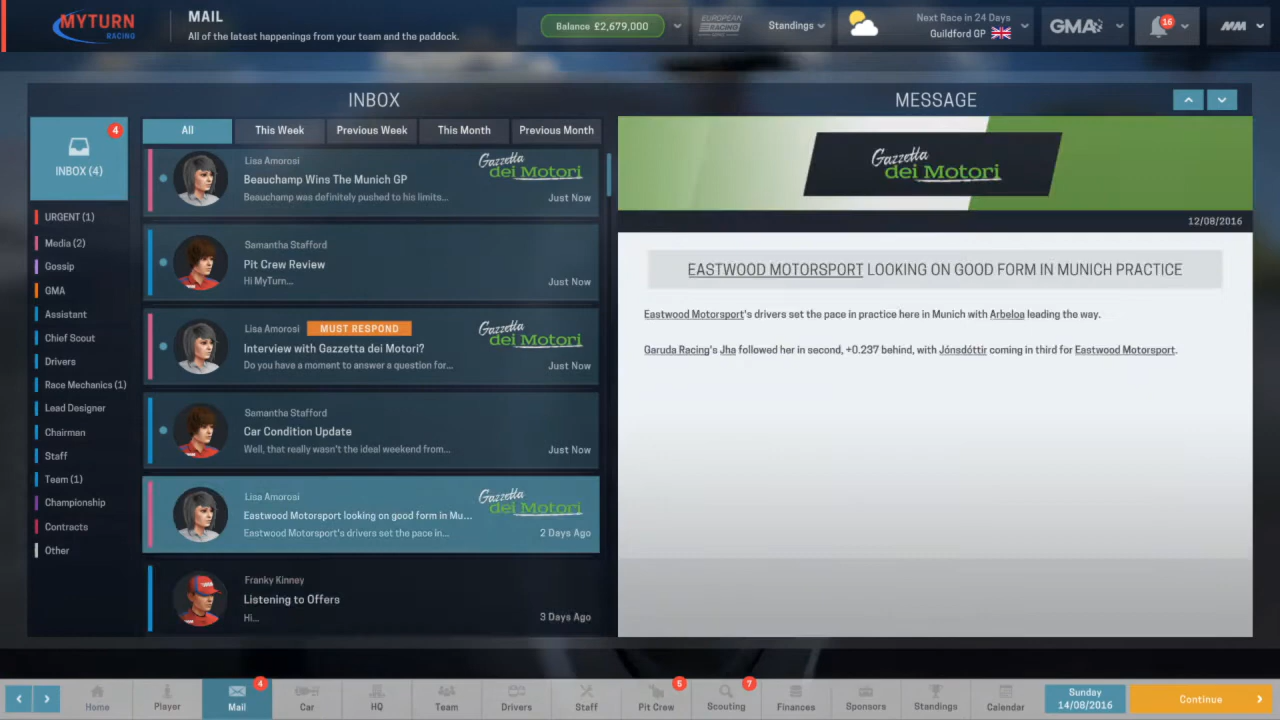 MYTURN
RACING
MAIL
All of the latest happenings from your team and the paddock.
Balance £2,679,000
EUROPEAN
RACING
SERIES
Standings
Next Race in 24 Days
Guildford GP
GMA
16
INBOX
MESSAGE
4
INBOX (4)
All
This Week
Previous Week
This Month
Previous Month
URGENT (1)
Media (2)
Gossip
GMA
Assistant
Chief Scout
Drivers
Race Mechanics (1)
Lead Designer
Chairman
Staff
Team (1)
Championship
Contracts
Other
Lisa Amorosi
Beauchamp Wins The Munich GP
Beauchamp was definitely pushed to his limits...
Gazzetta
dei Motori
Just Now
Samantha Stafford
Pit Crew Review
Hi MyTurn...
Just Now
Lisa Amorosi
MUST RESPOND
Interview with Gazzetta dei Motori?
Do you have a moment to answer a question for...
Gazzetta
dei Motori
Just Now
Samantha Stafford
Car Condition Update
Well, that really wasn't the ideal weekend from...
Just Now
Lisa Amorosi
Eastwood Motorsport looking on good form in Mu...
Eastwood Motorsport's drivers set the pace in...
Gazzetta
dei Motori
2 Days Ago
Franky Kinney
Listening to Offers
Hi...
3 Days Ago
Gazzetta
dei Motori
12/08/2016
EASTWOOD MOTORSPORT LOOKING ON GOOD FORM IN MUNICH PRACTICE
Eastwood Motorsport's drivers set the pace in practice here in Munich with Arbeloa leading the way.
Garuda Racing's Jha followed her in second, +0.237 behind, with Jónsdóttir coming in third for Eastwood Motorsport.
Home
Player
4
Mail
Car
HQ
Team
Drivers
Staff
5
Pit Crew
7
Scouting
Finances
Sponsors
Standings
Calendar
Sunday
14/08/2016
Continue